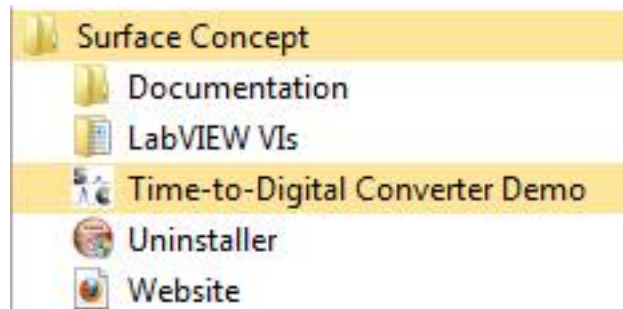 Surface Concept
Documentation
LabVIEW VIs
Time-to-Digital Converter Demo
Uninstaller
Website